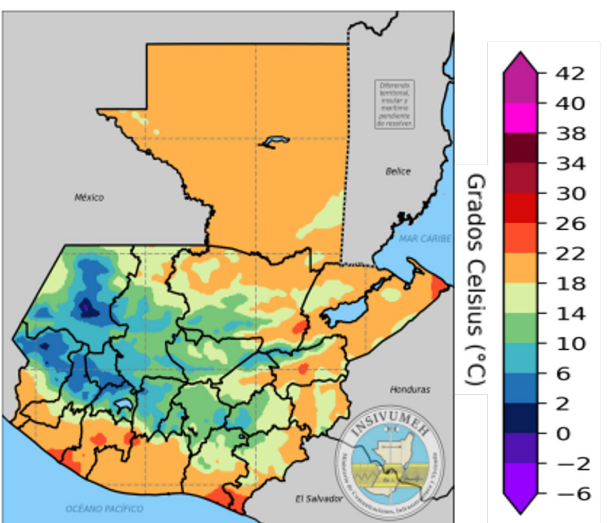 Diferendo
territorial,
insular y
marítimo
pendiente
de resolver
México
Belice
MAR CARIBE
Honduras
INSIVUMEH
El Salvador
OCÉANO PACÍFICO
Grados Celsius (°C)
42
40
38
34
30
26
22
18
14
10
6
2
0
−2
−6